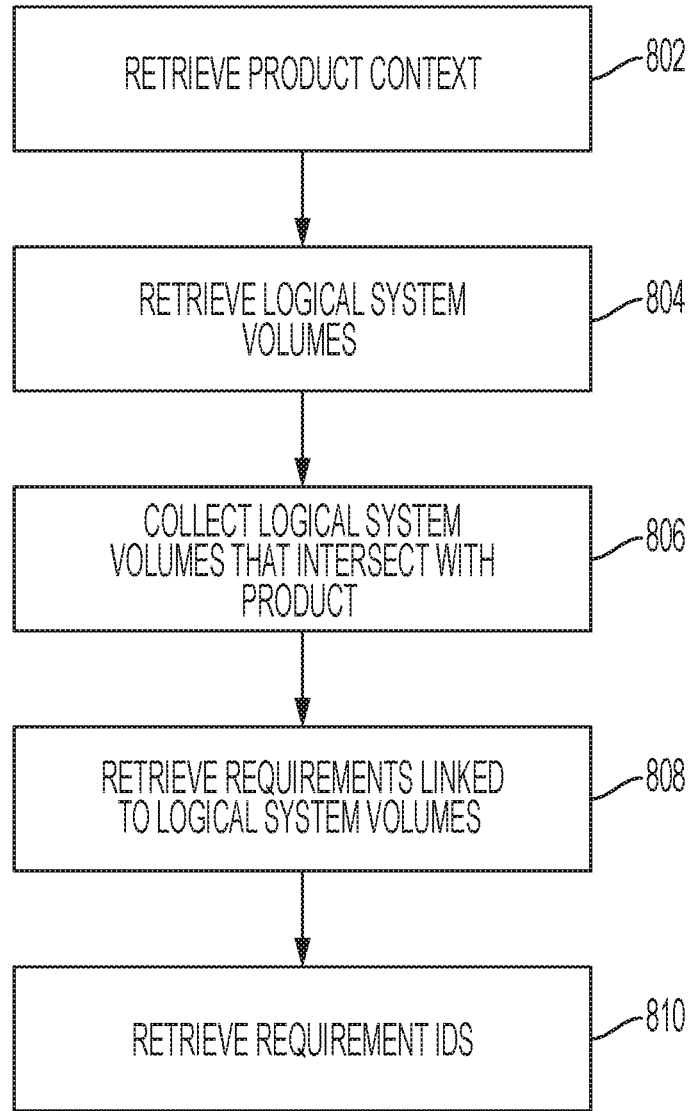 RETRIEVE PRODUCT CONTEXT
802
RETRIEVE LOGICAL SYSTEM
VOLUMES
804
COLLECT LOGICAL SYSTEM
VOLUMES THAT INTERSECT WITH
PRODUCT
806
RETRIEVE REQUIREMENTS LINKED
TO LOGICAL SYSTEM VOLUMES
808
RETRIEVE REQUIREMENT IDS
810